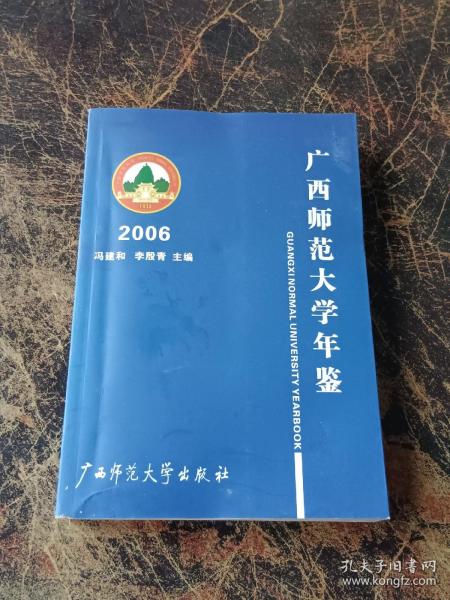 2006
冯建和 李殷青 主编
广西师范大学年鉴
GUANGXI NORMAL UNIVERSITY YEARBOOK
广西师范大学出版社
孔夫子旧书网
www.kongfz.com